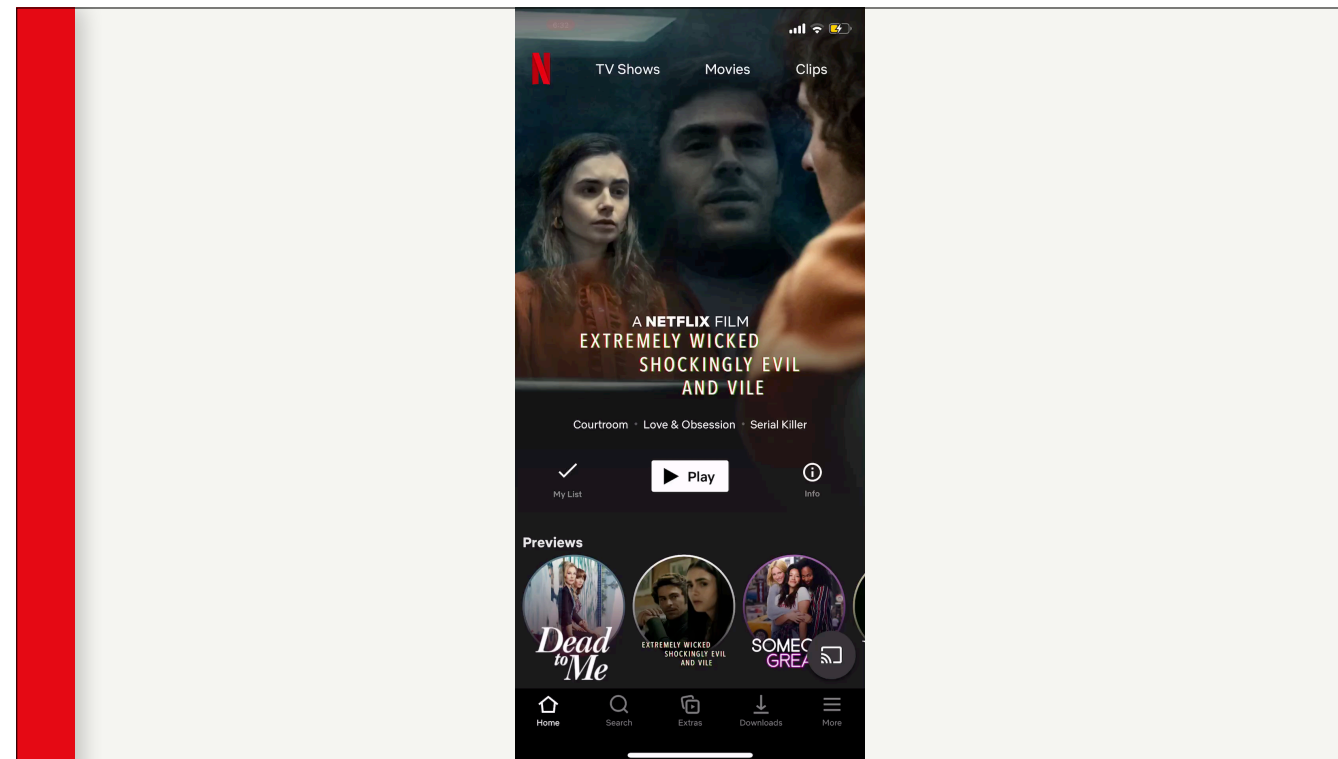 TV Shows Movies Clips
A NETFLIX FILM
EXTREMELY WICKED
SHOCKINGLY EVIL
AND VILE
Courtroom • Love & Obsession • Serial Killer
My List
Play
Info
Previews
Dead
to Me
EXTREMELY WICKED
SHOCKINGLY EVIL
AND VILE
Home
Search
Extras
Downloads
More